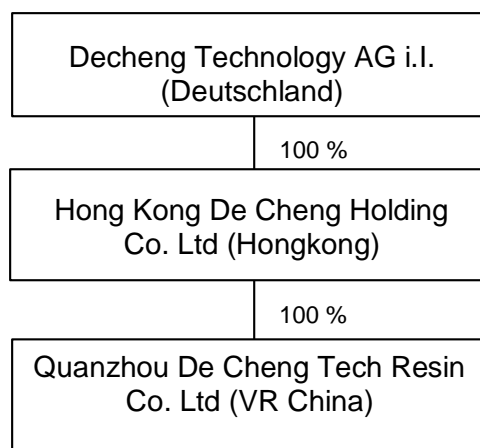 Decheng Technology AG i.I.
(Deutschland)
100 %
Hong Kong De Cheng Holding
Co. Ltd (Hongkong)
100 %
Quanzhou De Cheng Tech Resin
Co. Ltd (VR China)